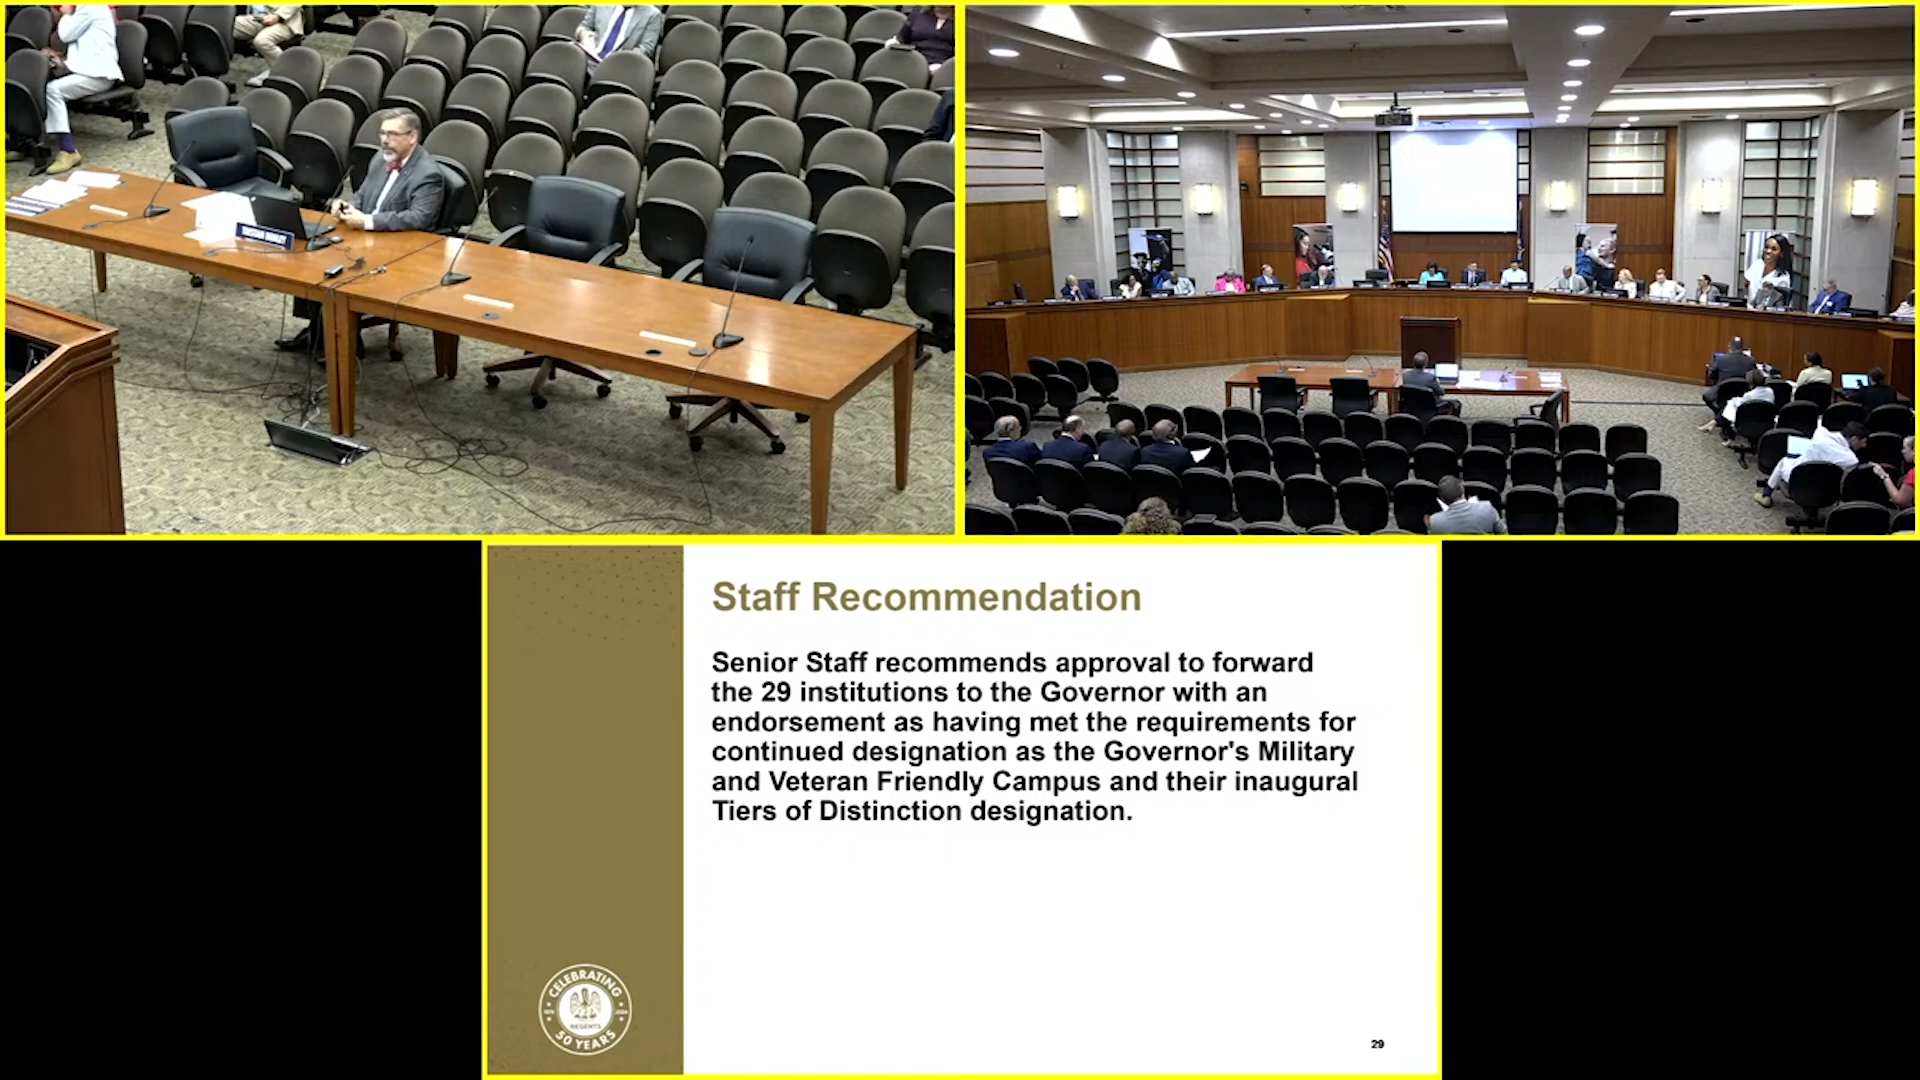 Staff Recommendation
Senior Staff recommends approval to forward
the 29 institutions to the Governor with an
endorsement as having met the requirements for
continued designation as the Governor's Military
and Veteran Friendly Campus and their inaugural
Tiers of Distinction designation.
CELEBRATING
REGENTS
50 YEARS
29